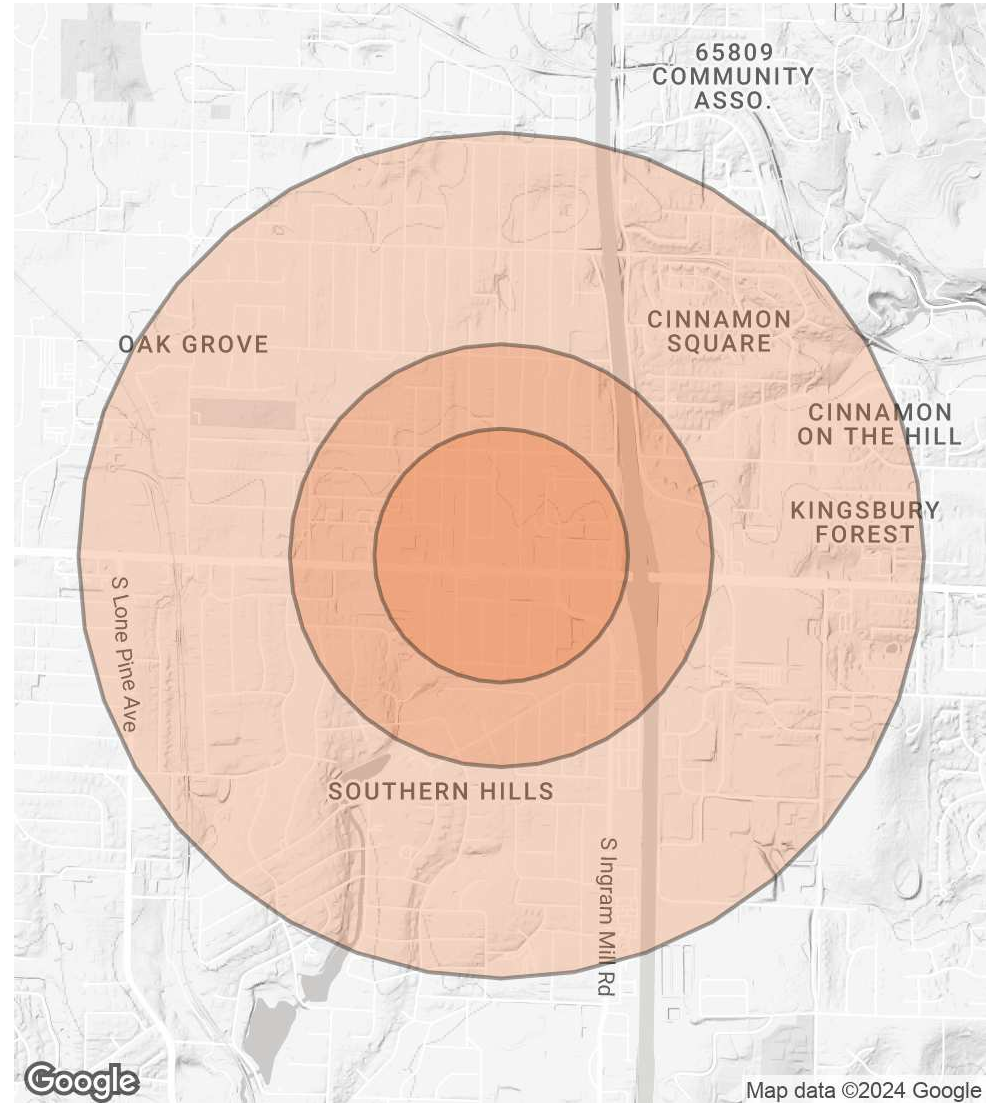 65809
COMMUNITY
ASSO.
CINNAMON
SQUARE
OAK GROVE
CINNAMON
ON THE HILL
KINGSBURY
FOREST
S Lone Pine Ave
SOUTHERN HILLS
S Ingram Mill Rd
Google
Map data ©2024 Google